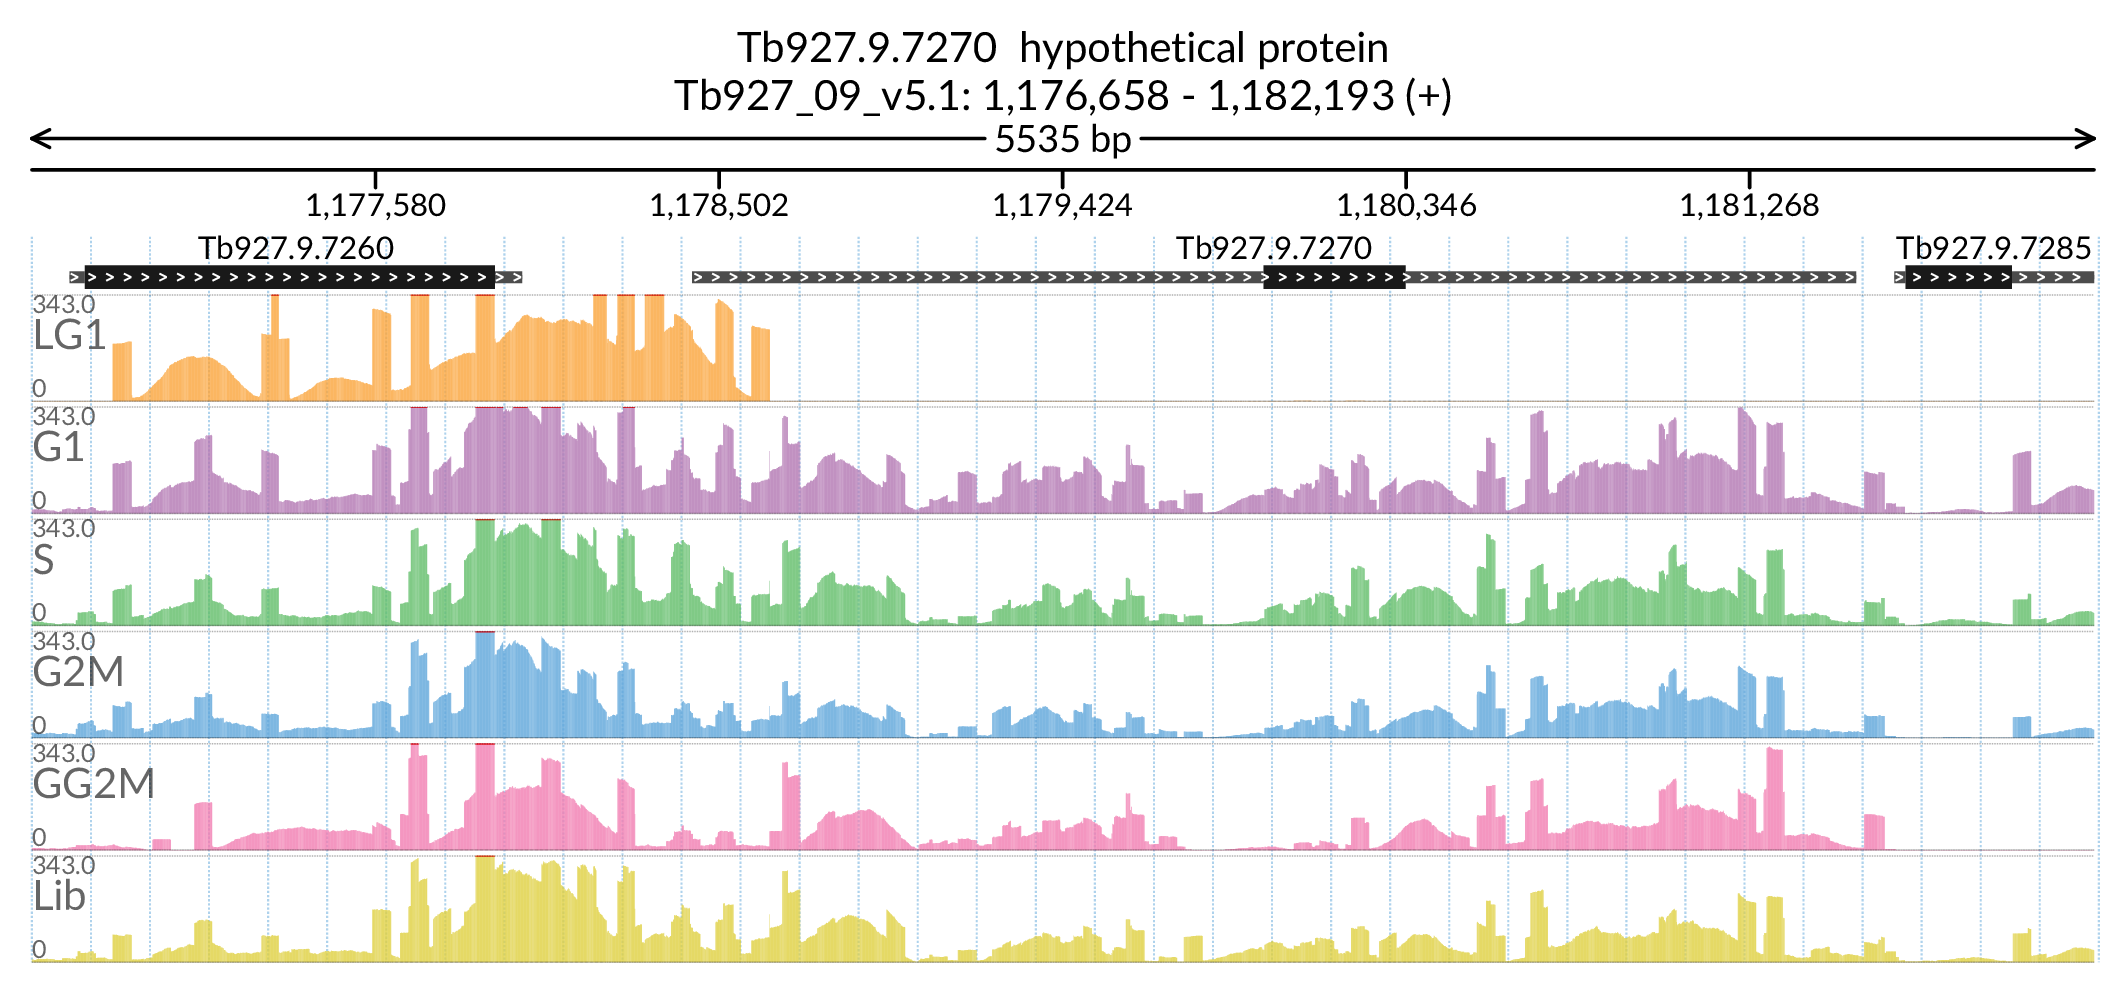 Tb927.9.7270  hypothetical protein
Tb927_09_v5.1: 1,176,658 - 1,182,193 (+)
5535 bp
1,177,580 1,178,502 1,179,424 1,180,346 1,181,268
Tb927.9.7260 Tb927.9.7270 Tb927.9.7285
343.0
LG1
0
343.0
G1
0
343.0
S
0
343.0
G2M
0
343.0
GG2M
0
343.0
Lib
0